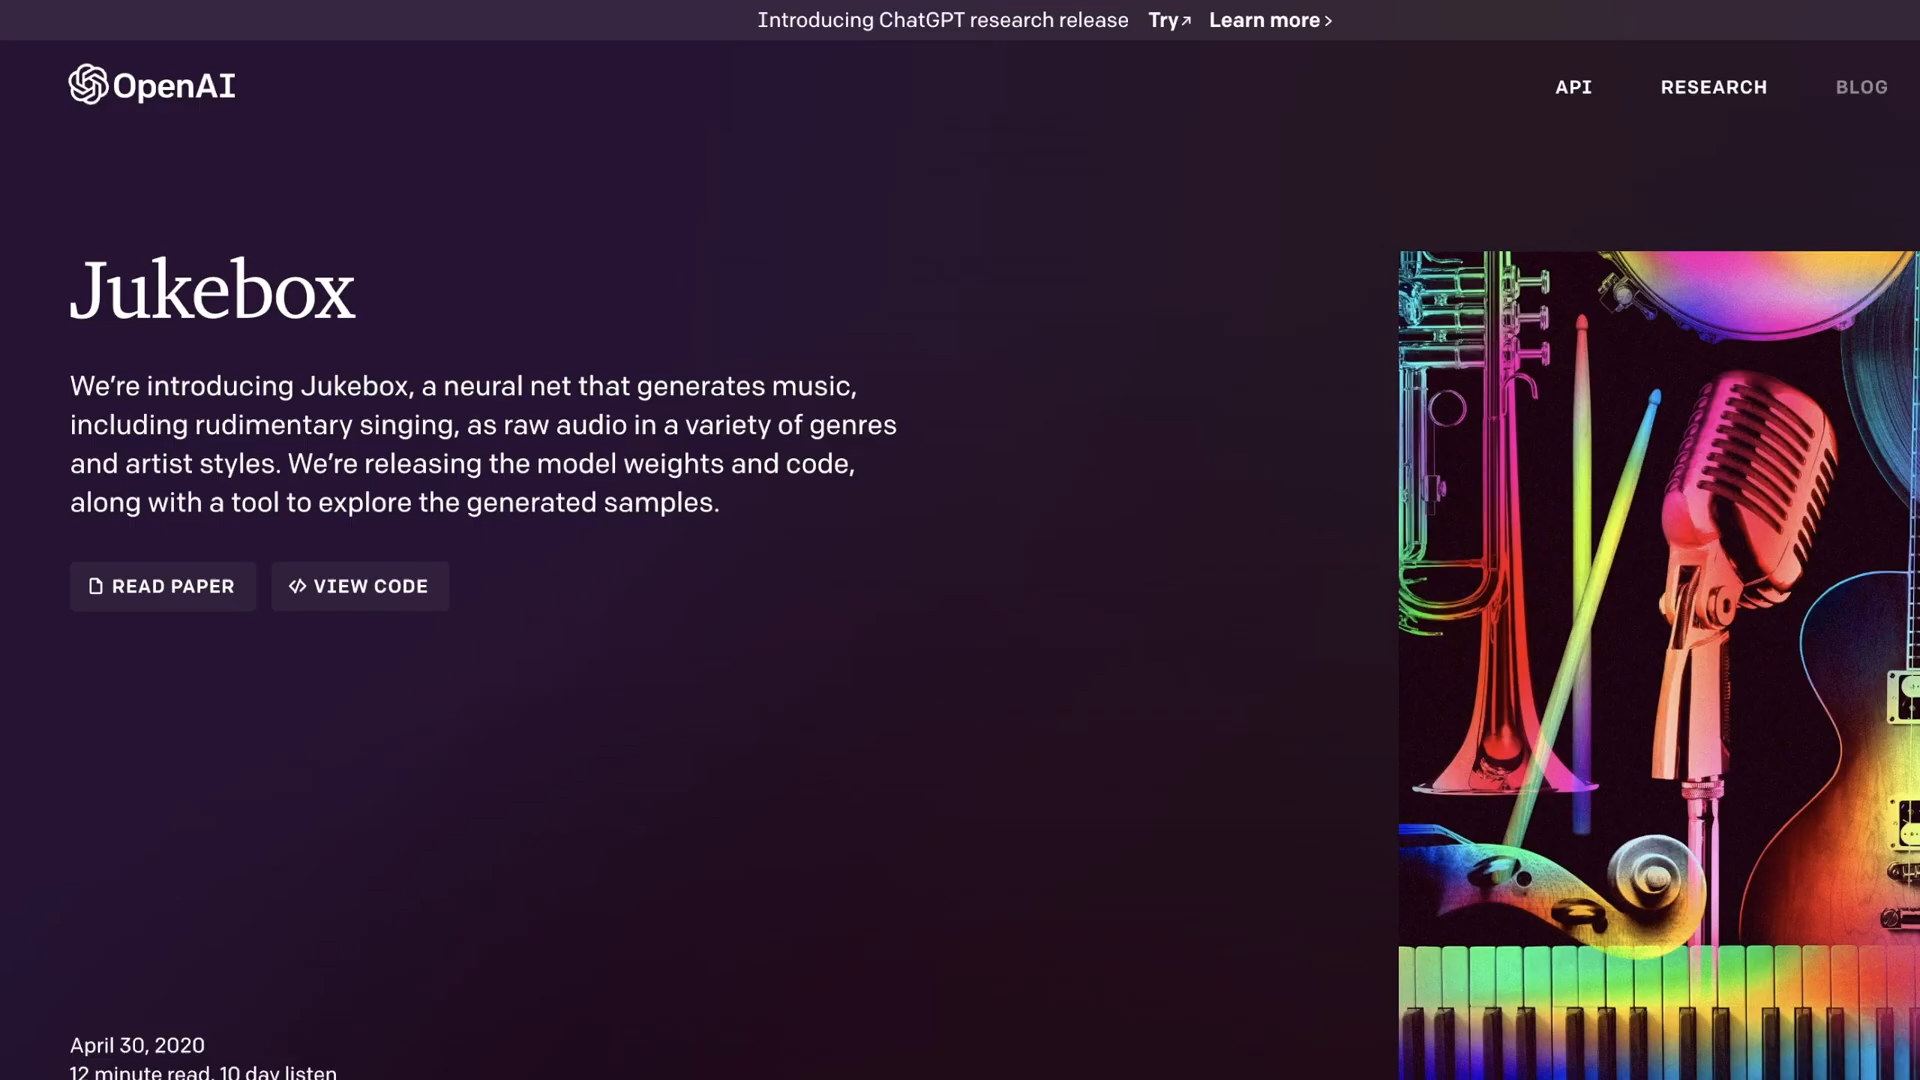 Introducing ChatGPT research release Try↗ Learn more ›
OpenAI
API RESEARCH BLOG
Jukebox
We’re introducing Jukebox, a neural net that generates music,
including rudimentary singing, as raw audio in a variety of genres
and artist styles. We’re releasing the model weights and code,
along with a tool to explore the generated samples.
READ PAPER </> VIEW CODE
April 30, 2020
12 minute read, 10 day listen